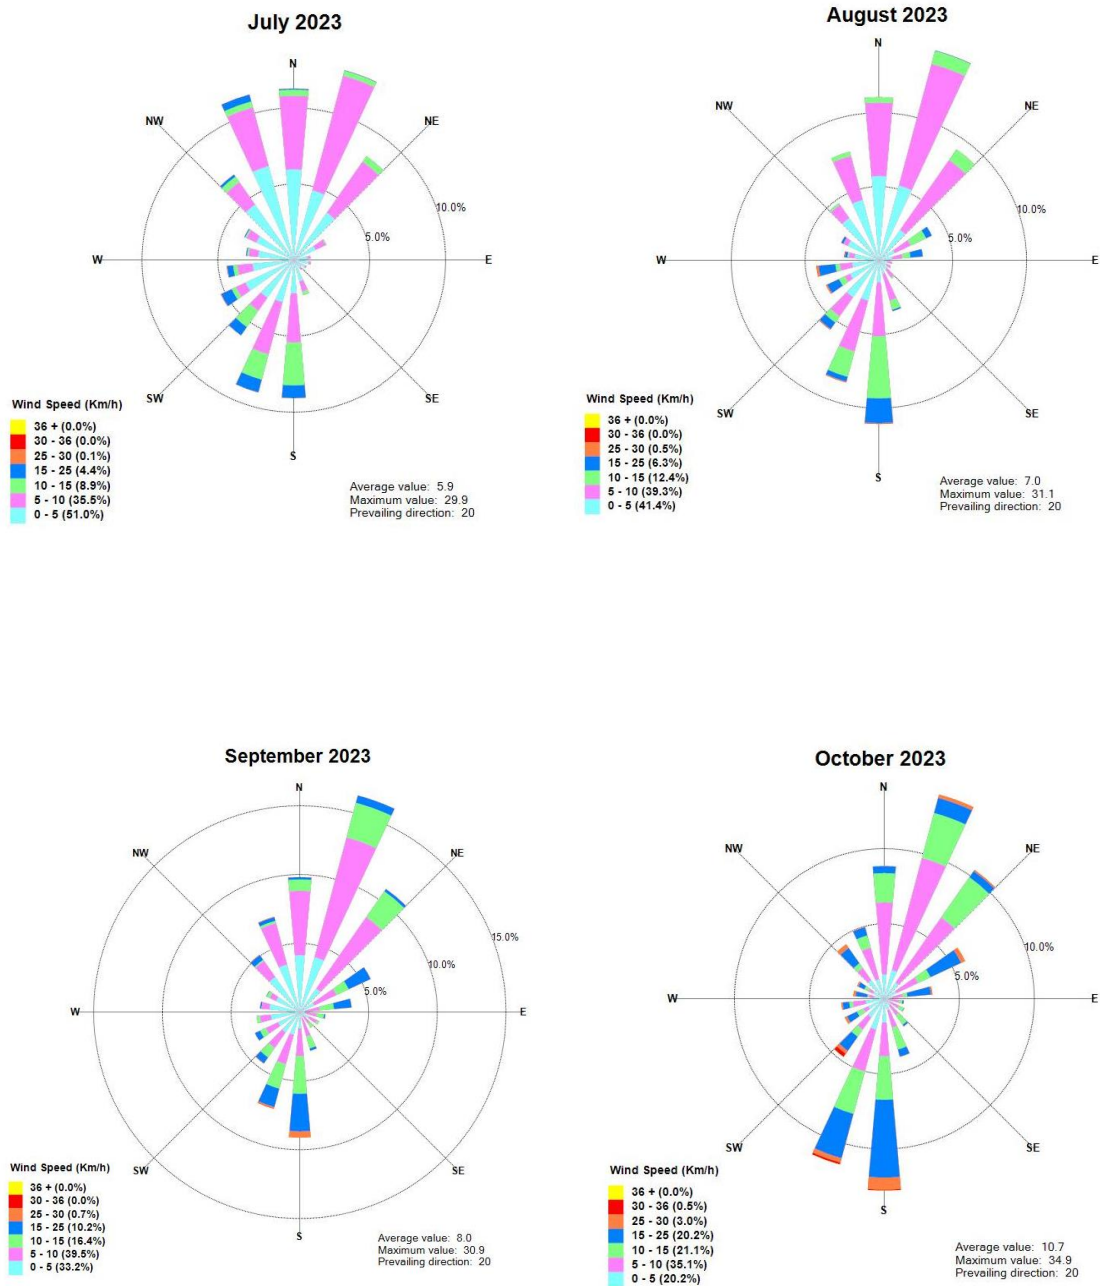 July 2023
N
NW
NE
10.0%
5.0%
W
E
SW
SE
S
Wind Speed (Km/h)
36 + (0.0%)
30 - 36 (0.0%)
25 - 30 (0.1%)
15 - 25 (4.4%)
10 - 15 (8.9%)
5 - 10 (35.5%)
0 - 5 (51.0%)
Average value: 5.9
Maximum value: 29.9
Prevailing direction: 20
August 2023
N
NW
NE
10.0%
5.0%
W
E
SW
SE
S
Wind Speed (Km/h)
36 + (0.0%)
30 - 36 (0.0%)
25 - 30 (0.5%)
15 - 25 (6.3%)
10 - 15 (12.4%)
5 - 10 (39.3%)
0 - 5 (41.4%)
Average value: 7.0
Maximum value: 31.1
Prevailing direction: 20
September 2023
N
NW
NE
15.0%
10.0%
5.0%
W
E
SW
SE
S
Wind Speed (Km/h)
36 + (0.0%)
30 - 36 (0.0%)
25 - 30 (0.7%)
15 - 25 (10.2%)
10 - 15 (16.4%)
5 - 10 (39.5%)
0 - 5 (33.2%)
Average value: 8.0
Maximum value: 30.9
Prevailing direction: 20
October 2023
N
NW
NE
10.0%
5.0%
W
E
SW
SE
S
Wind Speed (Km/h)
36 + (0.0%)
30 - 36 (0.5%)
25 - 30 (3.0%)
15 - 25 (20.2%)
10 - 15 (21.1%)
5 - 10 (35.1%)
0 - 5 (20.2%)
Average value: 10.7
Maximum value: 34.9
Prevailing direction: 20